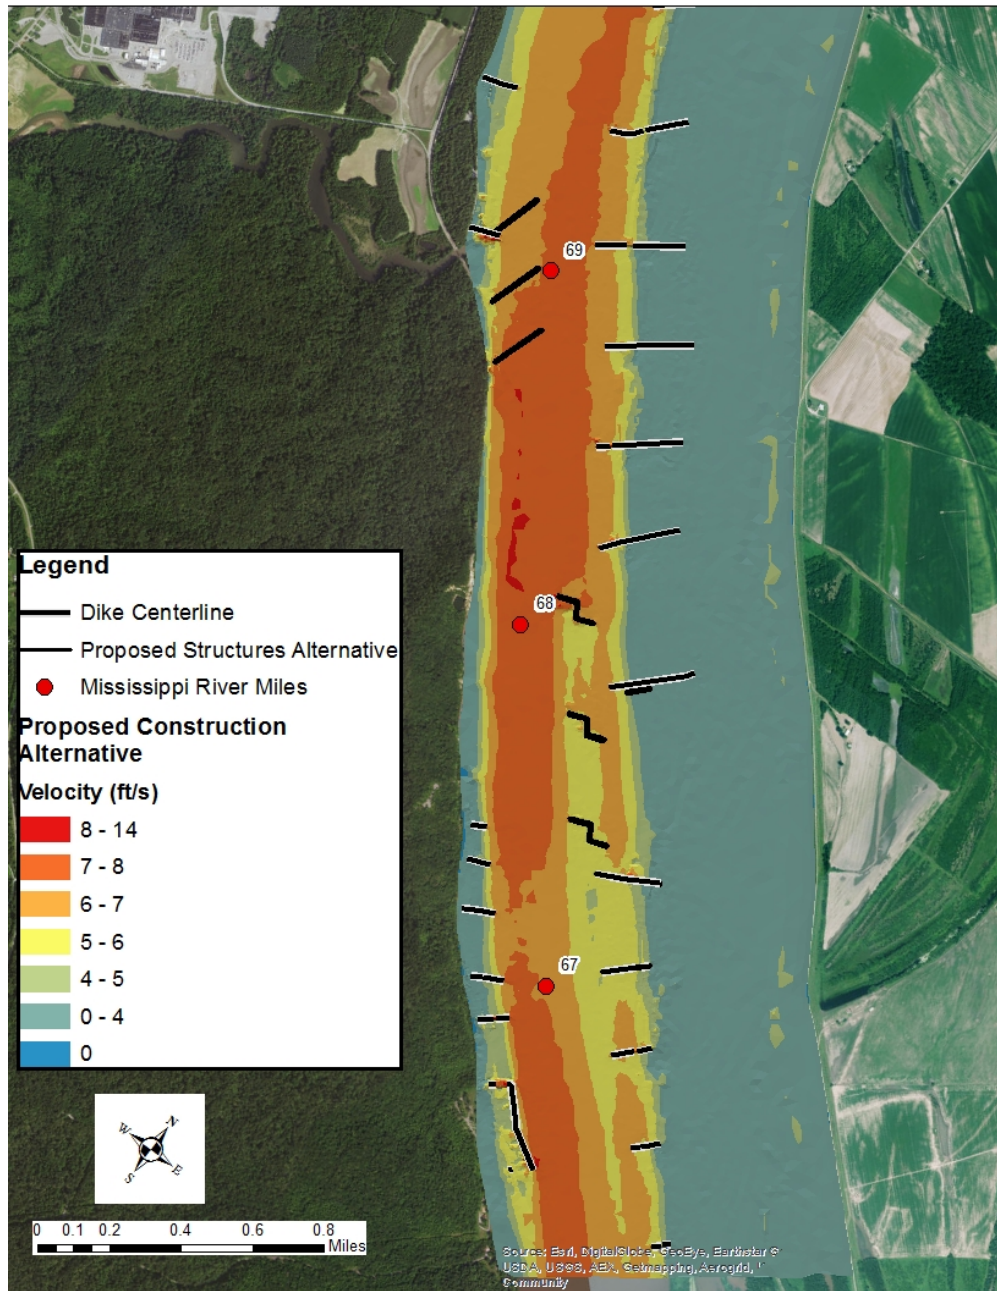 69
68
67
Legend
Dike Centerline
Proposed Structures Alternative
Mississippi River Miles
Proposed Construction
Alternative
Velocity (ft/s)
8 - 14
7 - 8
6 - 7
5 - 6
4 - 5
0 - 4
0
N
W
E
S
0 0.1 0.2 0.4 0.6 0.8
Miles
Source: Esri, DigitalGlobe, GeoEye, Earthstar G
USDA, USGS, AEX, Getmapping, Aerogrid, I
Community